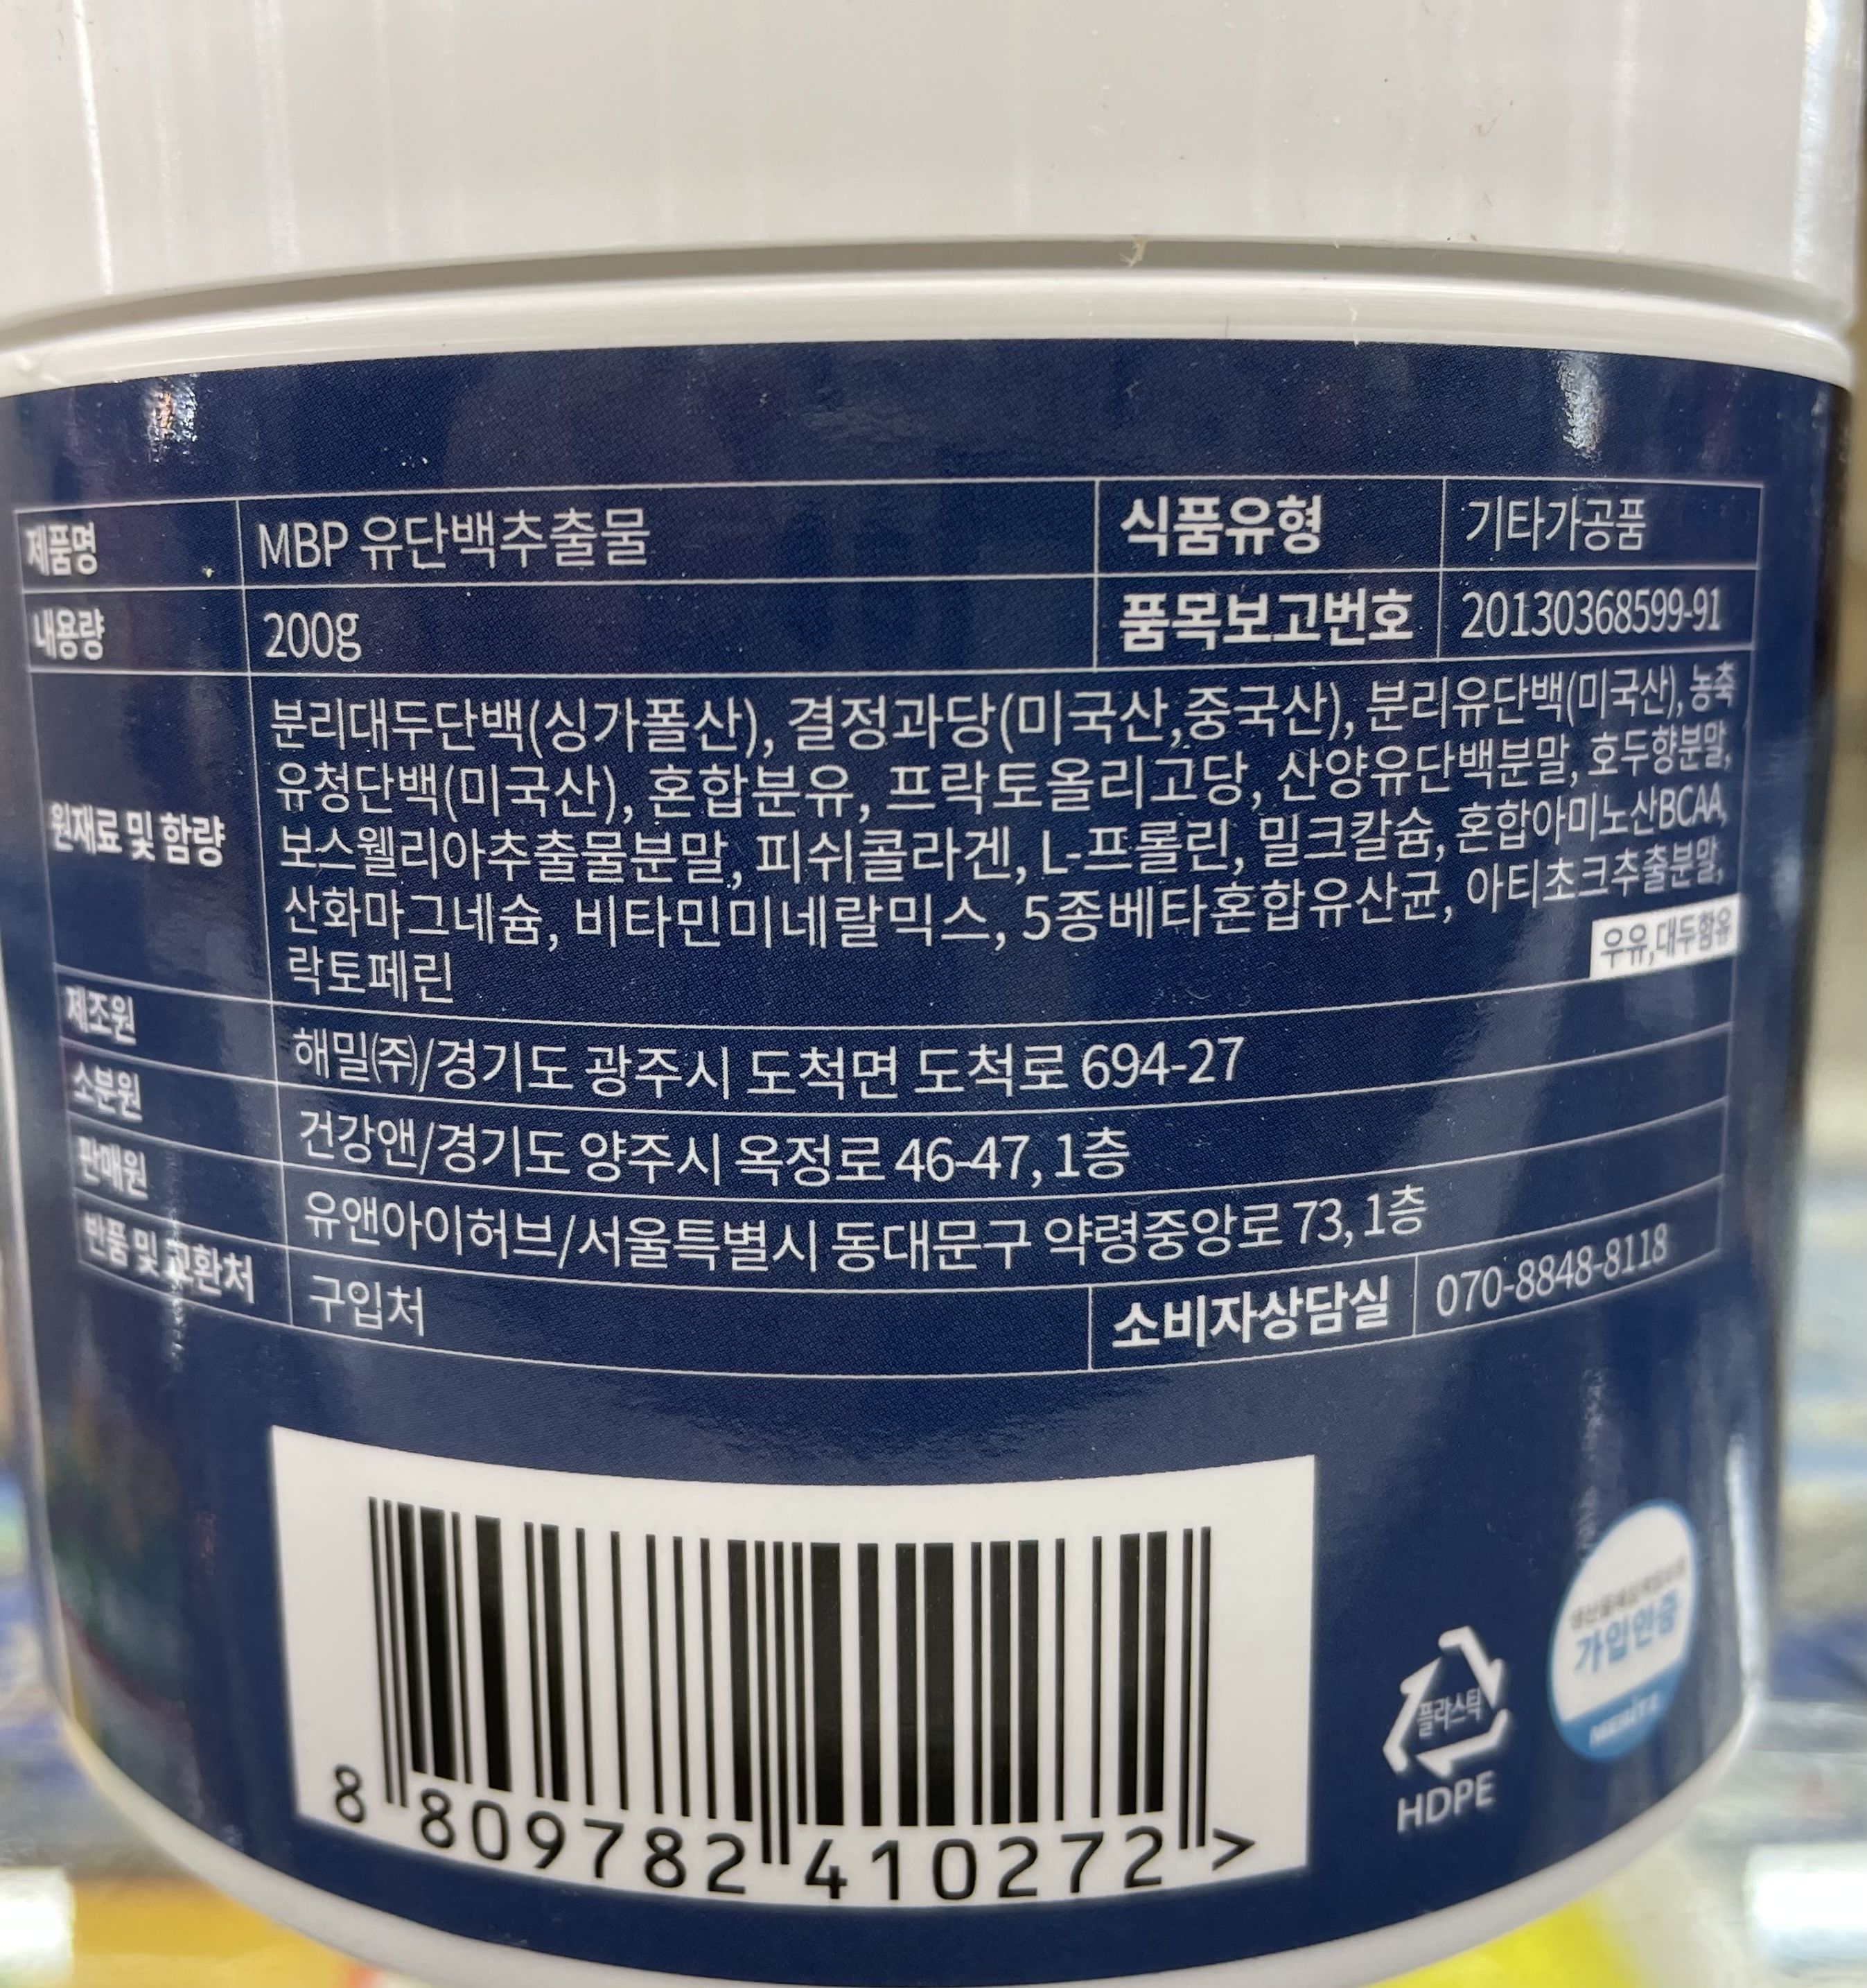 제품명 MBP 유단백추출물 식품유형 기타가공품
내용량 200g 품목보고번호 20130368599-91
원재료 및 함량
분리대두단백(싱가폴산), 결정과당(미국산,중국산), 분리유단백(미국산), 농축
유청단백(미국산), 혼합분유, 프락토올리고당, 산양유단백분말, 호두향분말,
보스웰리아추출물분말, 피쉬콜라겐, L-프롤린, 밀크칼슘, 혼합아미노산BCAA,
산화마그네슘, 비타민미네랄믹스, 5종베타혼합유산균, 아티초크추출분말,
락토페린
우유,대두함유
제조원 해밀㈜/경기도 광주시 도척면 도척로 694-27
소분원 건강앤/경기도 양주시 옥정로 46-47, 1층
판매원 유앤아이허브/서울특별시 동대문구 약령중앙로 73, 1층
반품 및 교환처 구입처 소비자상담실 070-8848-8118
8 809782 410272 >
플라스틱
HDPE
가입인증